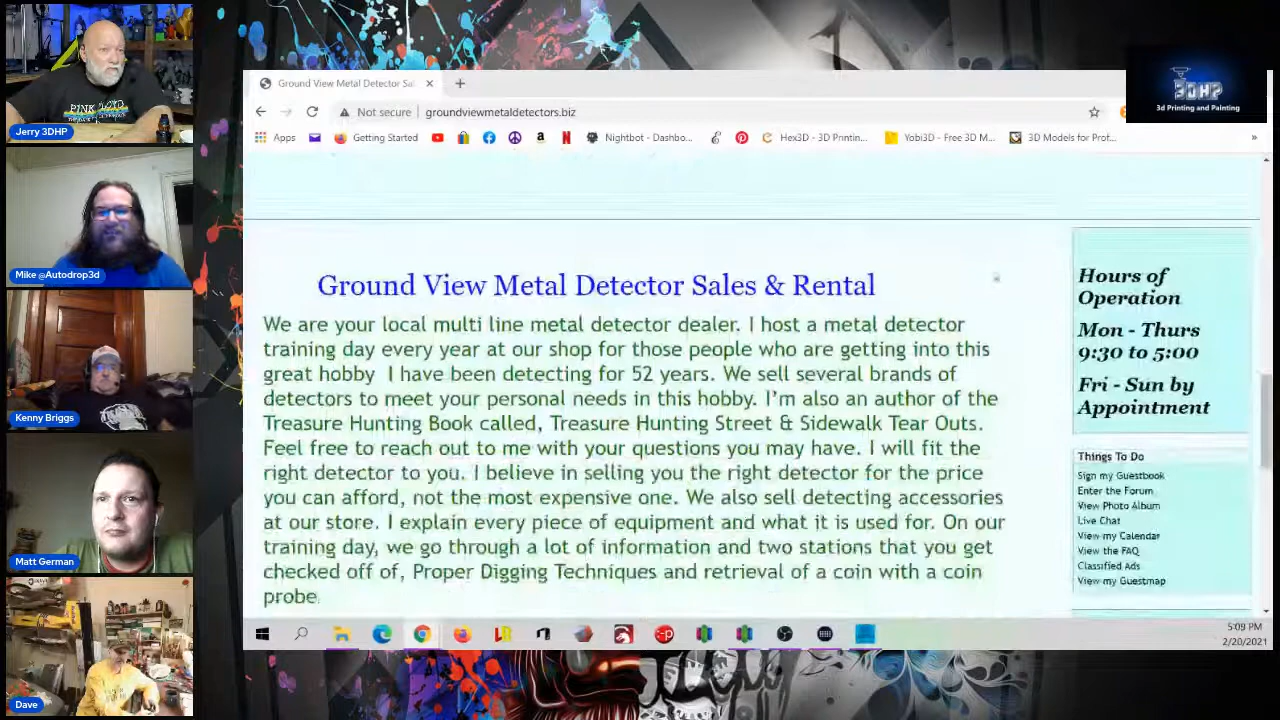 Jerry 3DHP
Mike @Autodrop3d
Kenny Briggs
Matt German
Dave
3DHP
3d Printing and Painting
PINK FLOYD
Ground View Metal Detector Sa
Not secure
groundviewmetaldetectors.biz
Apps
Getting Started
Nightbot - Dashbo...
Hex3D - 3D Printin...
Yobi3D - Free 3D M...
3D Models for Prof...
Ground View Metal Detector Sales & Rental
We are your local multi line metal detector dealer. I host a metal detector
training day every year at our shop for those people who are getting into this
great hobby  I have been detecting for 52 years. We sell several brands of
detectors to meet your personal needs in this hobby. I'm also an author of the
Treasure Hunting Book called, Treasure Hunting Street & Sidewalk Tear Outs.
Feel free to reach out to me with your questions you may have. I will fit the
right detector to you. I believe in selling you the right detector for the price
you can afford, not the most expensive one. We also sell detecting accessories
at our store. I explain every piece of equipment and what it is used for. On our
training day, we go through a lot of information and two stations that you get
checked off of, Proper Digging Techniques and retrieval of a coin with a coin
probe.
Hours of
Operation
Mon - Thurs
9:30 to 5:00
Fri - Sun by
Appointment
Things To Do
Sign my Guestbook
Enter the Forum
View Photo Album
Live Chat
View my Calendar
View the FAQ
Classified Ads
View my Guestmap
5:09 PM
2/20/2021